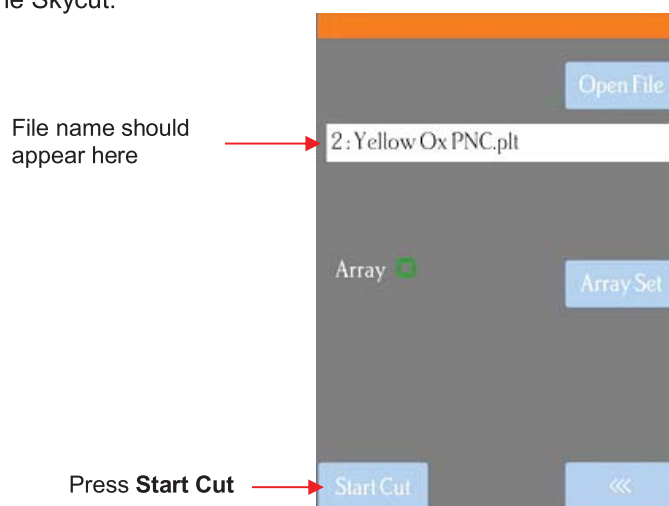 Skycut.
Open File
File name should
appear here
2 : Yellow Ox PNC.plt
Array
Array Set
Press Start Cut
Start Cut
<<<